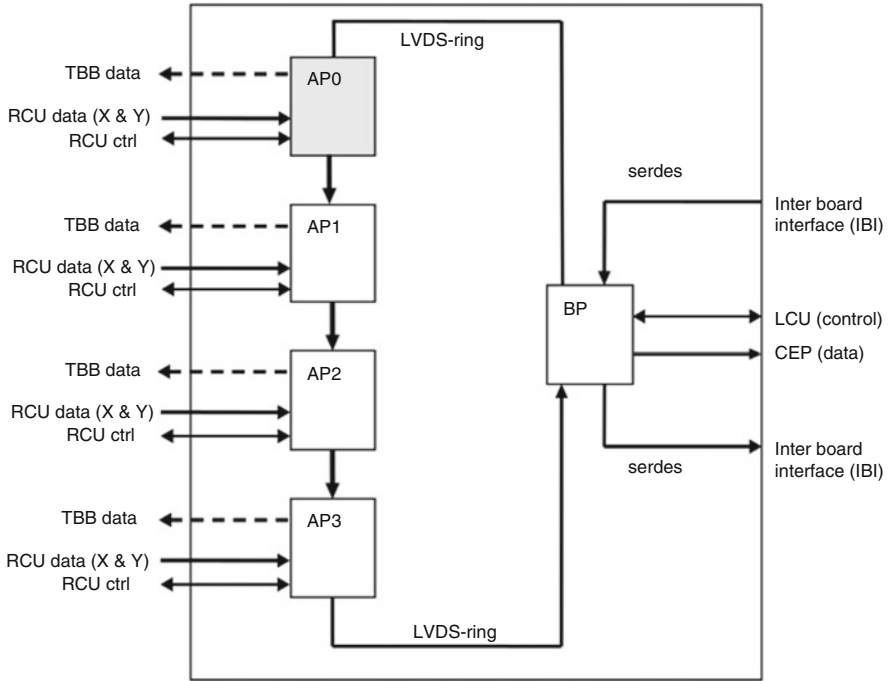 LVDS-ring
TBB data
AP0
RCU data (X & Y)
RCU ctrl
serdes
TBB data
AP1
Inter board
interface (IBI)
RCU data (X & Y)
RCU ctrl
BP
LCU (control)
CEP (data)
TBB data
AP2
RCU data (X & Y)
RCU ctrl
Inter board
interface (IBI)
serdes
TBB data
AP3
RCU data (X & Y)
RCU ctrl
LVDS-ring